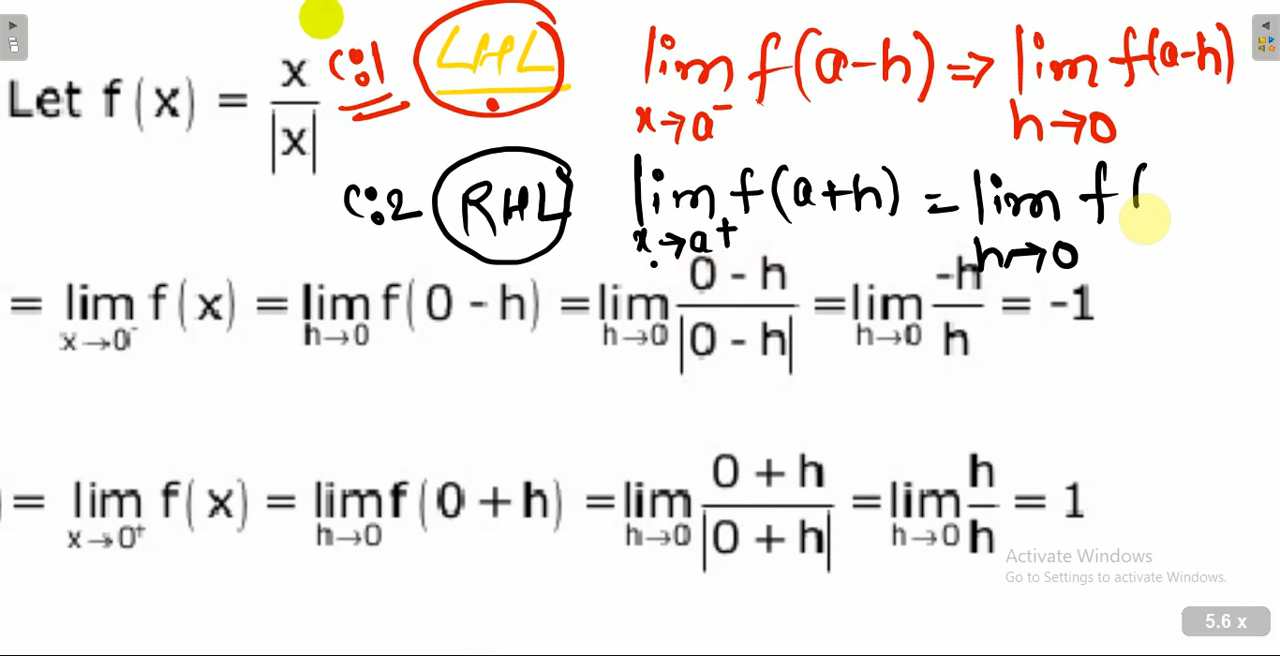 Let f(x) = x/|x| C:1 LHL lim x→a⁻ f(a-h) ⇒ lim h→0 f(a-h)
C:2 RHL lim x→a⁺ f(a+h) = lim h→0 f(
= lim x→0⁻ f(x) = lim h→0 f(0 - h) = lim h→0 (0 - h)/|0 - h| = lim h→0 -h/h = -1
= lim x→0⁺ f(x) = lim h→0 f(0 + h) = lim h→0 (0 + h)/|0 + h| = lim h→0 h/h = 1
Activate Windows
Go to Settings to activate Windows.
5.6 x